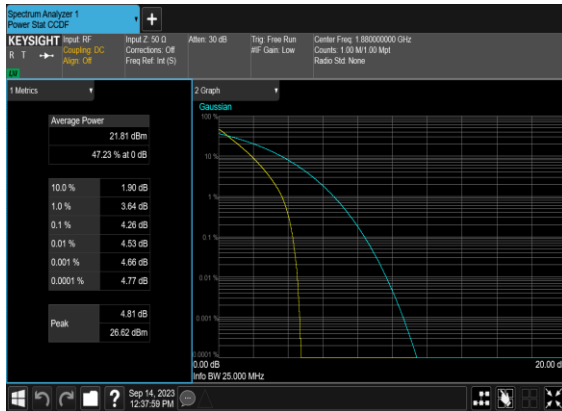 Spectrum Analyzer 1
Power Stat CCDF
KEYSIGHT
R T
Input: RF
Coupling: DC
Align: Off
Input Z: 50 Ω
Corrections: Off
Freq Ref: Int (S)
Atten: 30 dB
Trig: Free Run
#IF Gain: Low
Center Freq: 1.880000000 GHz
Counts: 1.00 M/1.00 Mpt
Radio Std: None
1 Metrics
Average Power
21.81 dBm
47.23 % at 0 dB
10.0 % 1.90 dB
1.0 % 3.64 dB
0.1 % 4.26 dB
0.01 % 4.53 dB
0.001 % 4.66 dB
0.0001 % 4.77 dB
Peak
4.81 dB
26.62 dBm
2 Graph
Gaussian
100 %
10 %
1 %
0.1 %
0.01 %
0.001 %
0.0001 %
0.00 dB
20.00 d
Info BW 25.000 MHz
?
Sep 14, 2023
12:37:59 PM